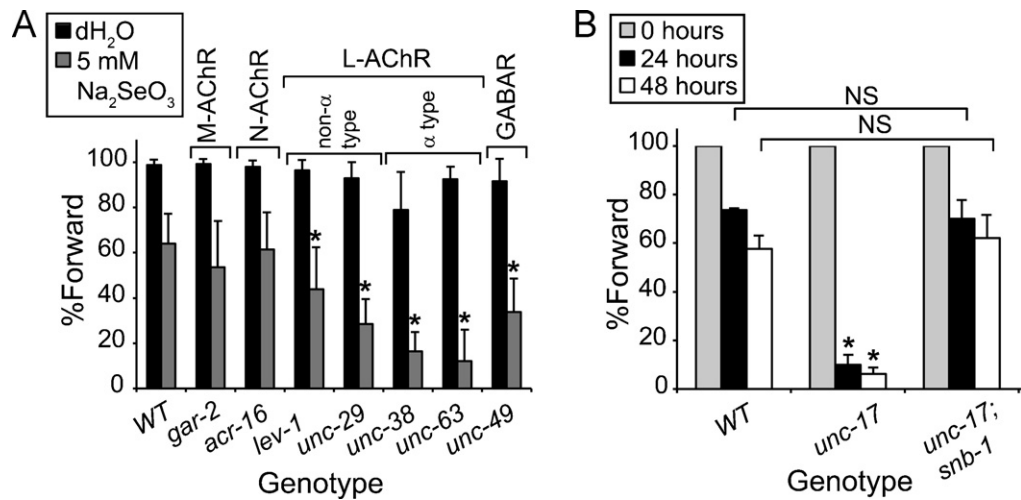 A
dH₂O
5 mM
Na₂SeO₃
M-AChR
N-AChR
L-AChR
non-α
type
α type
GABAR
%Forward
100
80
60
40
20
0
*
*
*
*
*
WT
gar-2
acr-16
lev-1
unc-29
unc-38
unc-63
unc-49
Genotype
B
0 hours
24 hours
48 hours
NS
NS
%Forward
100
80
60
40
20
0
*
*
WT
unc-17
unc-17;
snb-1
Genotype